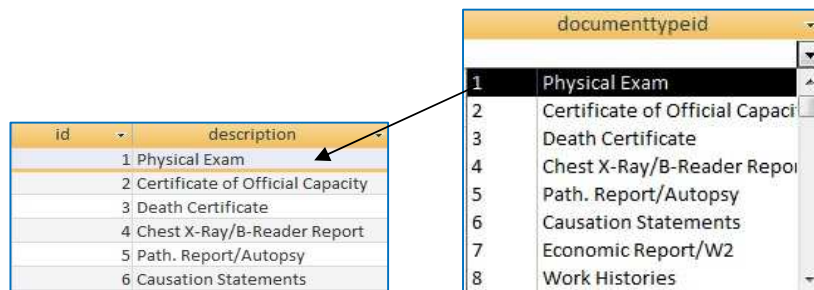 id description
1 Physical Exam
2 Certificate of Official Capacity
3 Death Certificate
4 Chest X-Ray/B-Reader Report
5 Path. Report/Autopsy
6 Causation Statements
documenttypeid
1 Physical Exam
2 Certificate of Official Capaci
3 Death Certificate
4 Chest X-Ray/B-Reader Repo
5 Path. Report/Autopsy
6 Causation Statements
7 Economic Report/W2
8 Work Histories